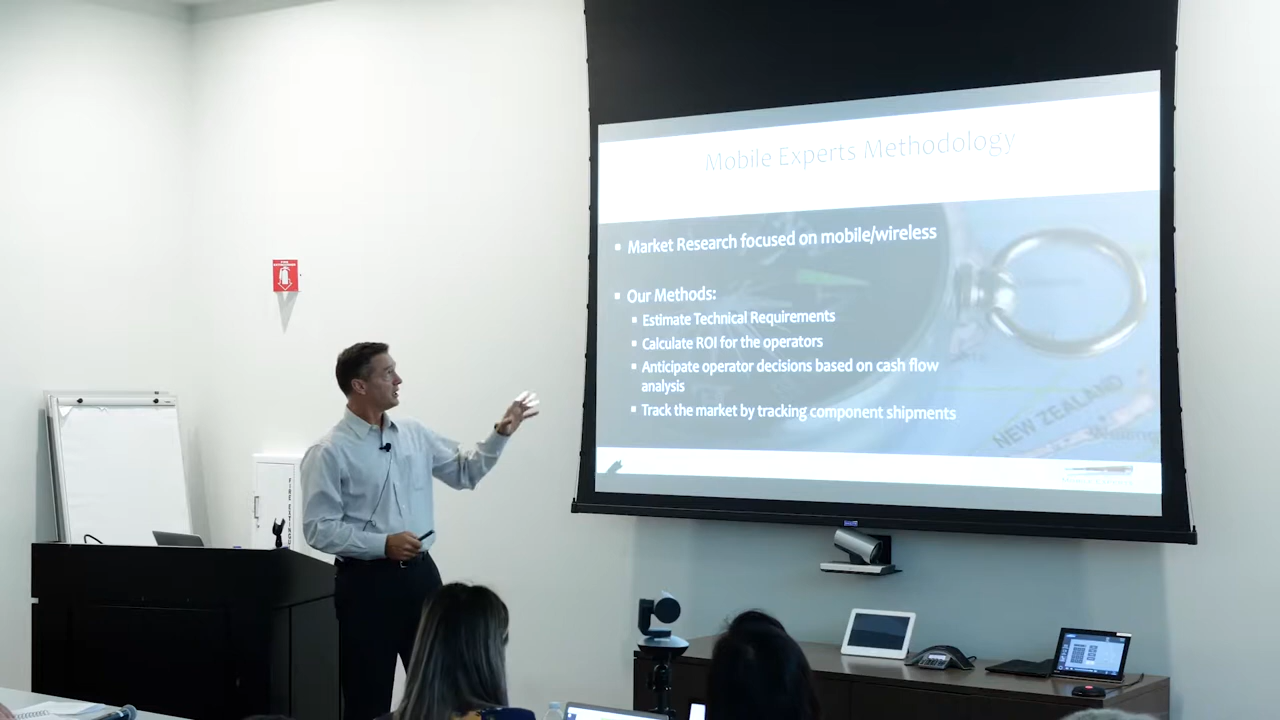 Mobile Experts Methodology
Market Research focused on mobile/wireless
Our Methods:
Estimate Technical Requirements
Calculate ROI for the operators
Anticipate operator decisions based on cash flow
analysis
Track the market by tracking component shipments
NEW ZEALAND
FIRE